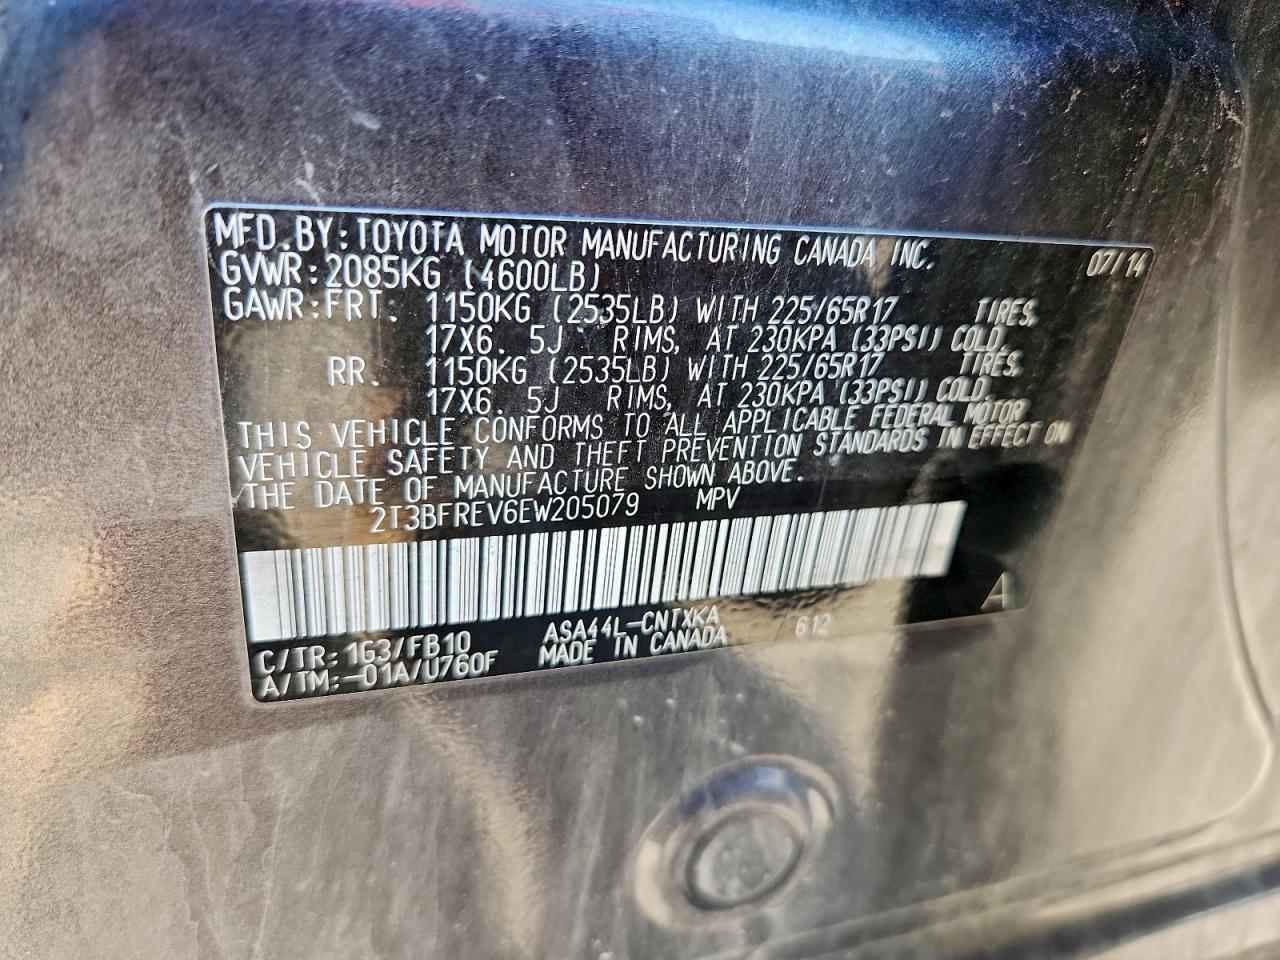 MFD. BY: TOYOTA MOTOR MANUFACTURING CANADA INC. 07/14
GVWR: 2085KG (4600LB)
GAWR: FRT. 1150KG (2535LB) WITH 225/65R17 TIRES,
17X6. 5J RIMS, AT 230KPA (33PSI) COLD.
RR. 1150KG (2535LB) WITH 225/65R17 TIRES,
17X6. 5J RIMS, AT 230KPA (33PSI) COLD.
THIS VEHICLE CONFORMS TO ALL APPLICABLE FEDERAL MOTOR
VEHICLE SAFETY AND THEFT PREVENTION STANDARDS IN EFFECT ON
THE DATE OF MANUFACTURE SHOWN ABOVE.
2T3BFREV6EW205079 MPV
A
C/TR: 1G3/FB10 ASA44L-CNTXKA 612
A/TM: -01A/U760F MADE IN CANADA